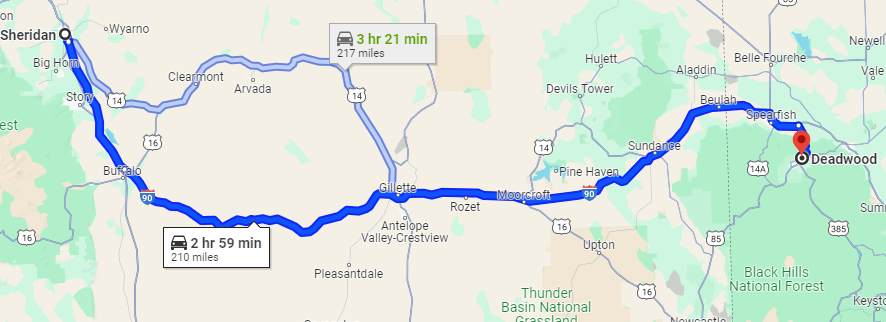 Sheridan
Wyarno
Big Horn
Story
14
Clearmont
Arvada
3 hr 21 min
217 miles
14
16
Buffalo
90
16
2 hr 59 min
210 miles
Gillette
Antelope
Valley-Crestview
Pleasantdale
Rozet
Moorcroft
Hulett
Devils Tower
14
Pine Haven
90
16
Upton
16
Thunder
Basin National
Grassland
Aladdin
Beulah
Sundance
Belle Fourche
Spearfish
Deadwood
14A
85
385
Black Hills
National Forest
Newcastle
Newell
Vale